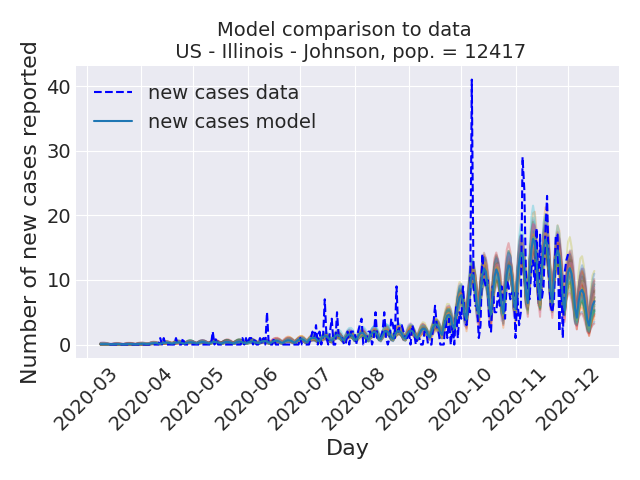 Model comparison to data
US - Illinois - Johnson, pop. = 12417
Number of new cases reported
40
30
20
10
0
new cases data
new cases model
2020-03
2020-04
2020-05
2020-06
2020-07
2020-08
2020-09
2020-10
2020-11
2020-12
Day